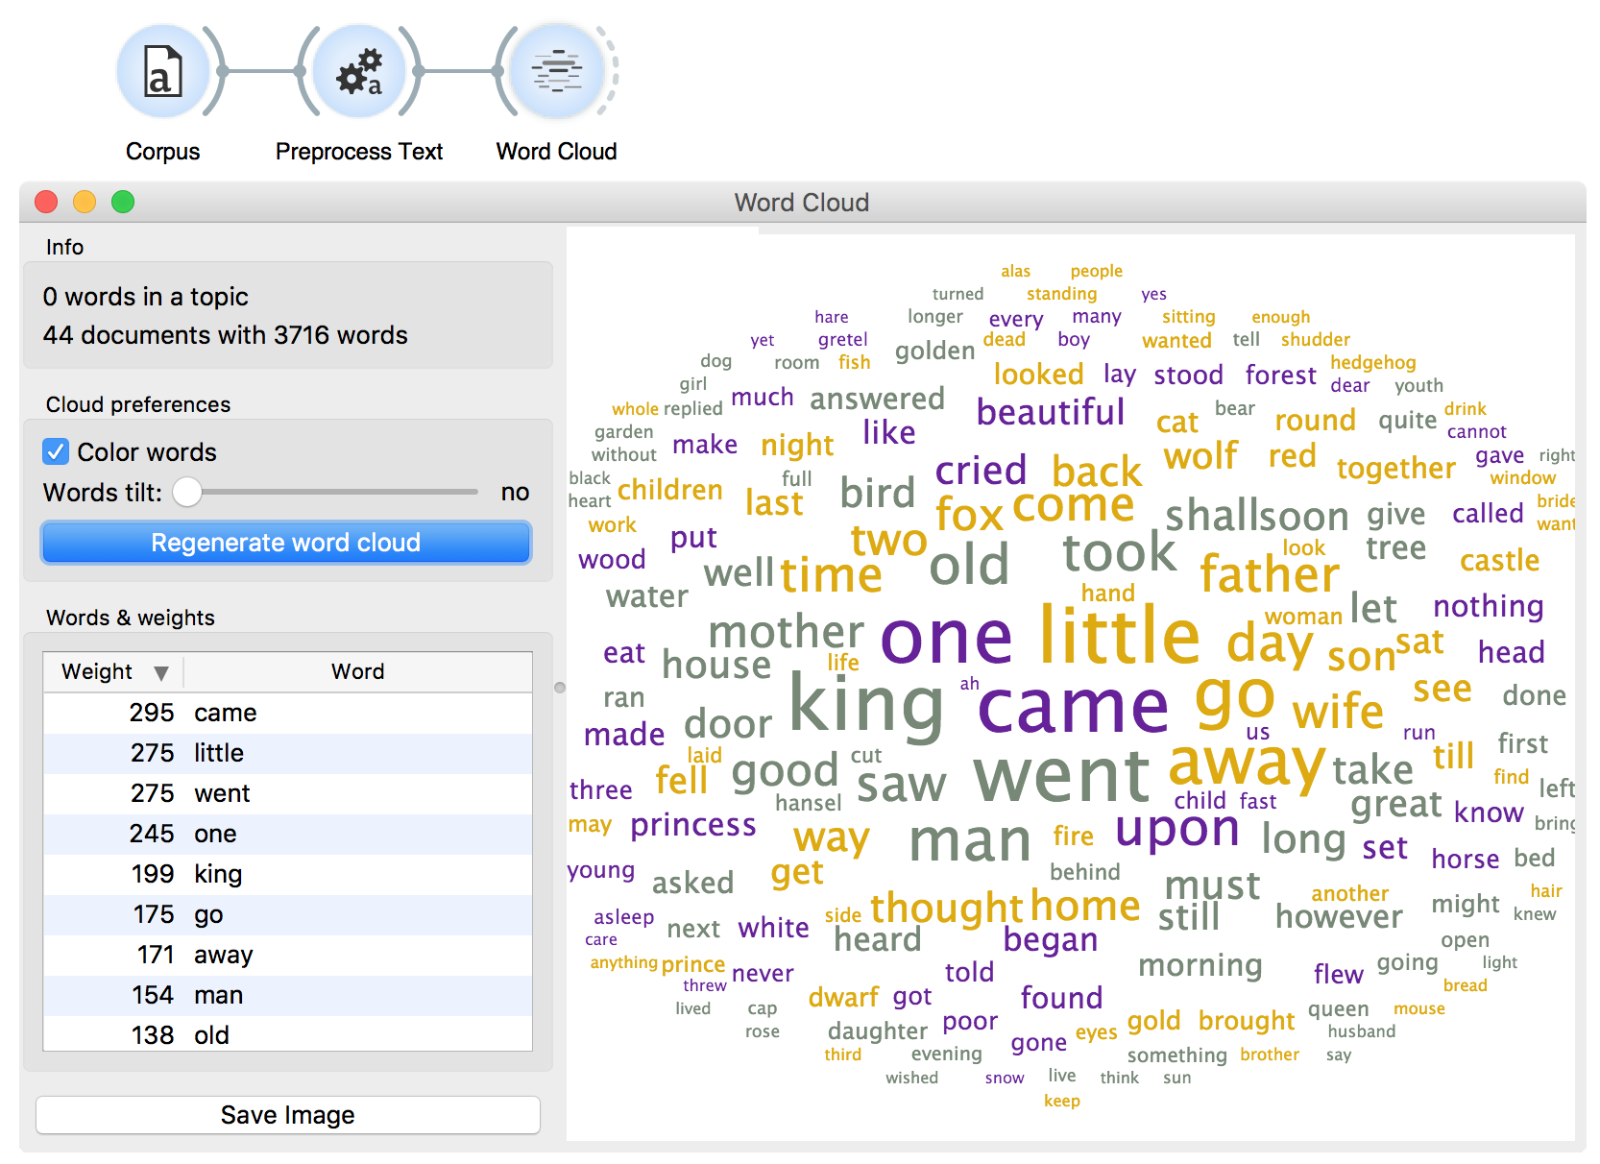 a
a
Corpus
Preprocess Text
Word Cloud
Word Cloud
Info
0 words in a topic
44 documents with 3716 words
Cloud preferences
Color words
Words tilt: no
Regenerate word cloud
Words & weights
Weight ▼ Word
295 came
275 little
275 went
245 one
199 king
175 go
171 away
154 man
138 old
Save Image
alas people
turned standing yes
hare longer every many sitting enough
yet gretel golden dead boy wanted tell shudder
dog room fish looked lay stood forest hedgehog
girl much answered dear youth
whole replied beautiful cat bear round quite drink
garden make night like cannot
without cried back wolf red together gave right
black full window
heart children last bird fox come shallsoon give called bride
work put two old took look tree want
wood well time father castle
water hand woman let nothing
mother one little day son sat head
eat house life
ran king ah came go wife see done
made door us run first
laid cut went away take till find
three fell good saw child fast left
hansel great know
may princess way man fire upon long set bring
young asked get behind horse bed
must another hair
asleep side thought home still however might knew
care next white heard began open
anything prince never told morning flew going light
threw dwarf got found bread
lived cap gold brought queen mouse
rose daughter poor eyes husband
third evening gone something brother say
wished snow live think sun
keep